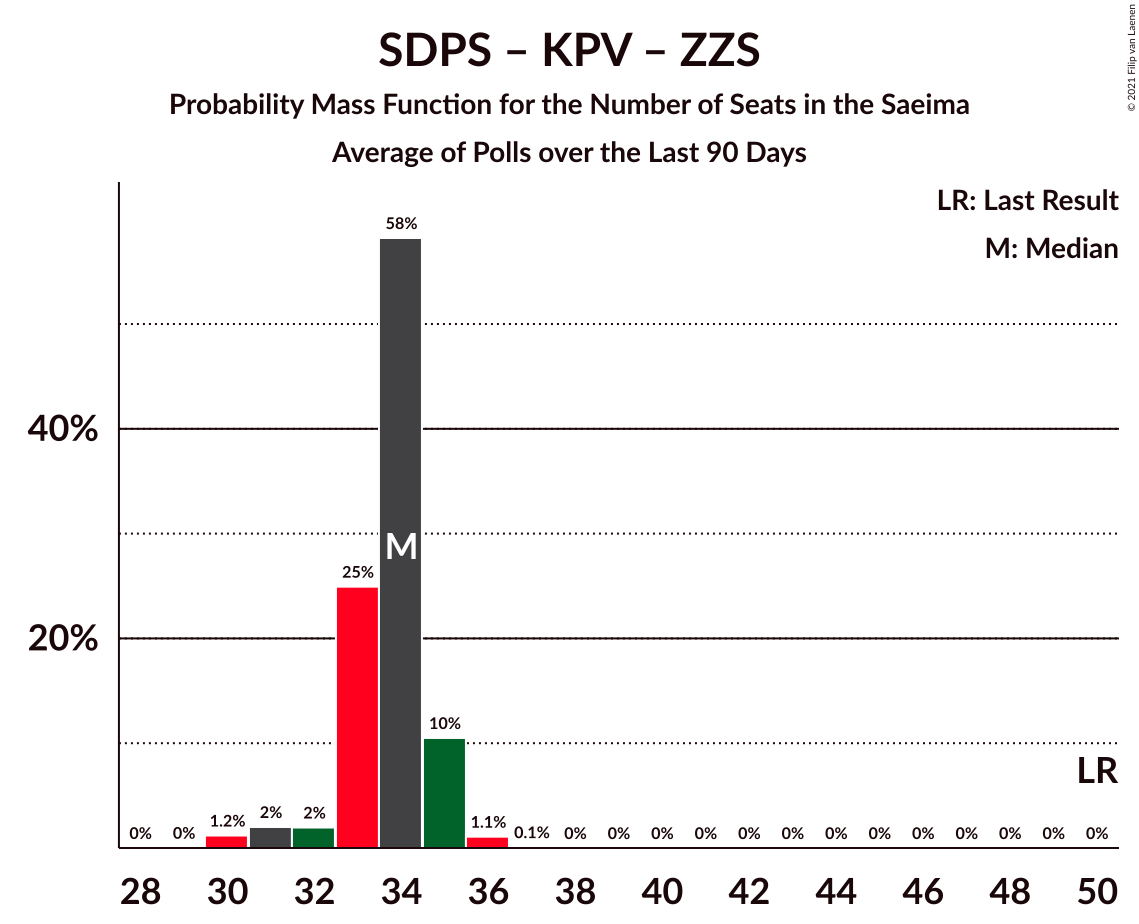 SDPS – KPV – ZZS
Probability Mass Function for the Number of Seats in the Saeima
Average of Polls over the Last 90 Days
© 2021 Filip van Laenen
LR: Last Result
M: Median
58%
40%
M
25%
20%
10%
LR
0% 0% 1.2% 2% 2% 1.1% 0.1% 0% 0% 0% 0% 0% 0% 0% 0% 0% 0% 0% 0% 0%
28 30 32 34 36 38 40 42 44 46 48 50